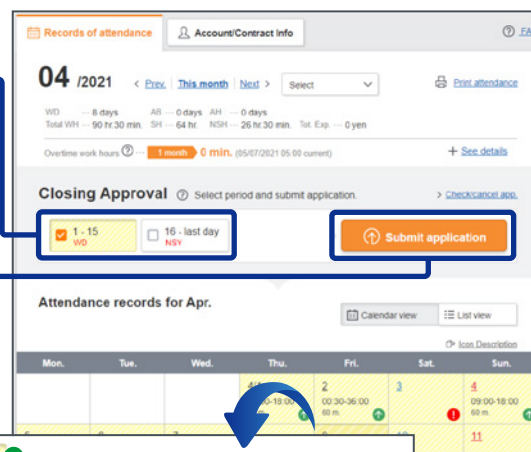 Records of attendance
Account/Contract Info
FA
04 /2021 < Prev. This month Next > Select
Print attendance
WD ··· 8 days AB ··· 0 days AH ··· 0 days
Total WH ··· 90 hr.30 min. SH ··· 64 hr. NSH ··· 26 hr.30 min. Tot. Exp. ··· 0 yen
Overtime work hours ··· 1 month 0 min. (05/07/2021 05:00 current) + See details
Closing Approval Select period and submit application. > Check/cancel app.
1 - 15
WD
16 - last day
NSY
Submit application
Attendance records for Apr.
Calendar view
List view
Icon Description
Mon. Tue. Wed. Thu. Fri. Sat. Sun.
2 3 4
00:30-36:00 09:00-18:00
60 m. 60 m.
11